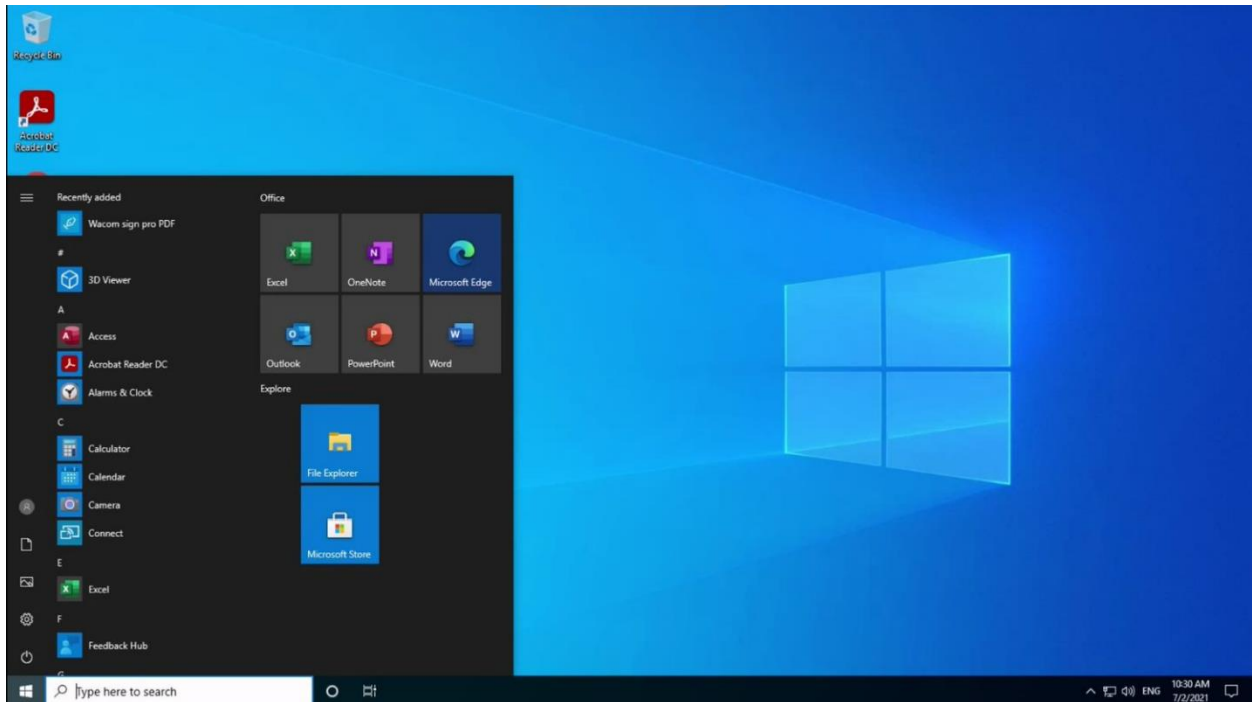 Recycle Bin
Acrobat
Reader DC
Recently added
Wacom sign pro PDF
#
3D Viewer
A
Access
Acrobat Reader DC
Alarms & Clock
C
Calculator
Calendar
Camera
Connect
E
Excel
F
Feedback Hub
Office
Excel
OneNote
Microsoft Edge
Outlook
PowerPoint
Word
Explore
File Explorer
Microsoft Store
Type here to search
ENG
10:30 AM
7/2/2021